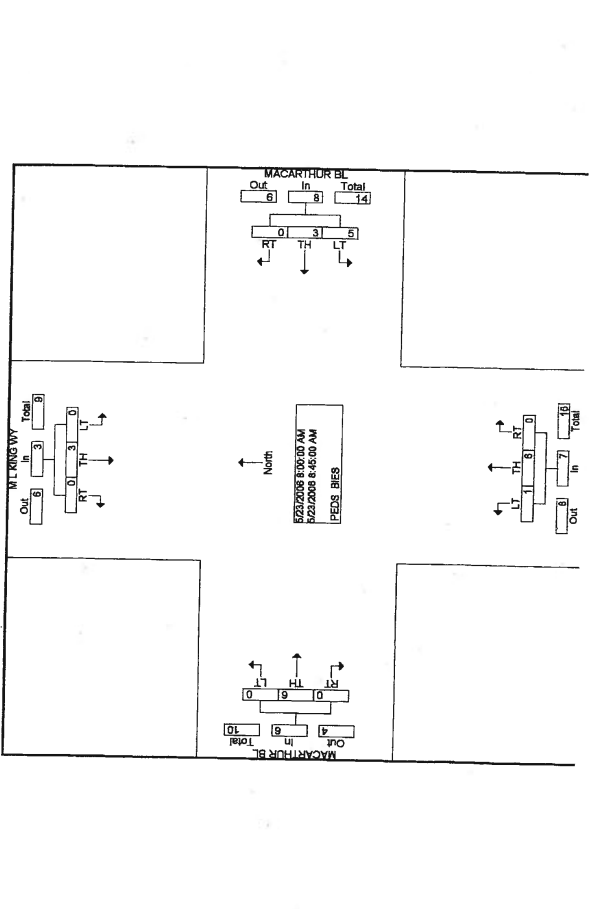 MACARTHUR BL
Out In Total
6 8 14
0 3 5
RT TH LT
M L KING WY
Out In Total
6 3 9
0 3 0
RT TH LT
North
5/23/2006 8:00:00 AM
5/23/2006 8:45:00 AM
PEDS BIES
LT TH RT
1 6 0
8 7 15
Out In Total
RT TH LT
0 6 0
4 6 10
Out In Total
MACARTHUR BL